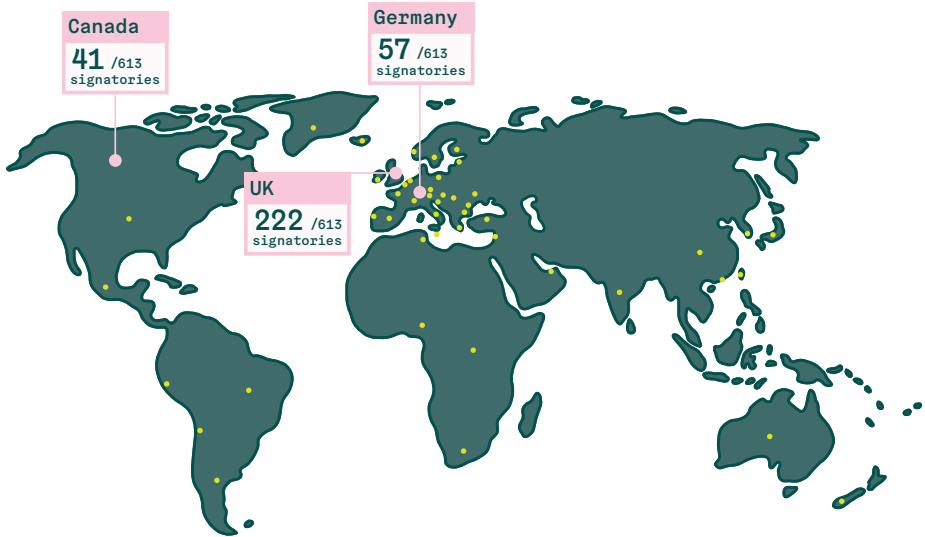 Canada
41 /613
signatories
Germany
57 /613
signatories
UK
222 /613
signatories